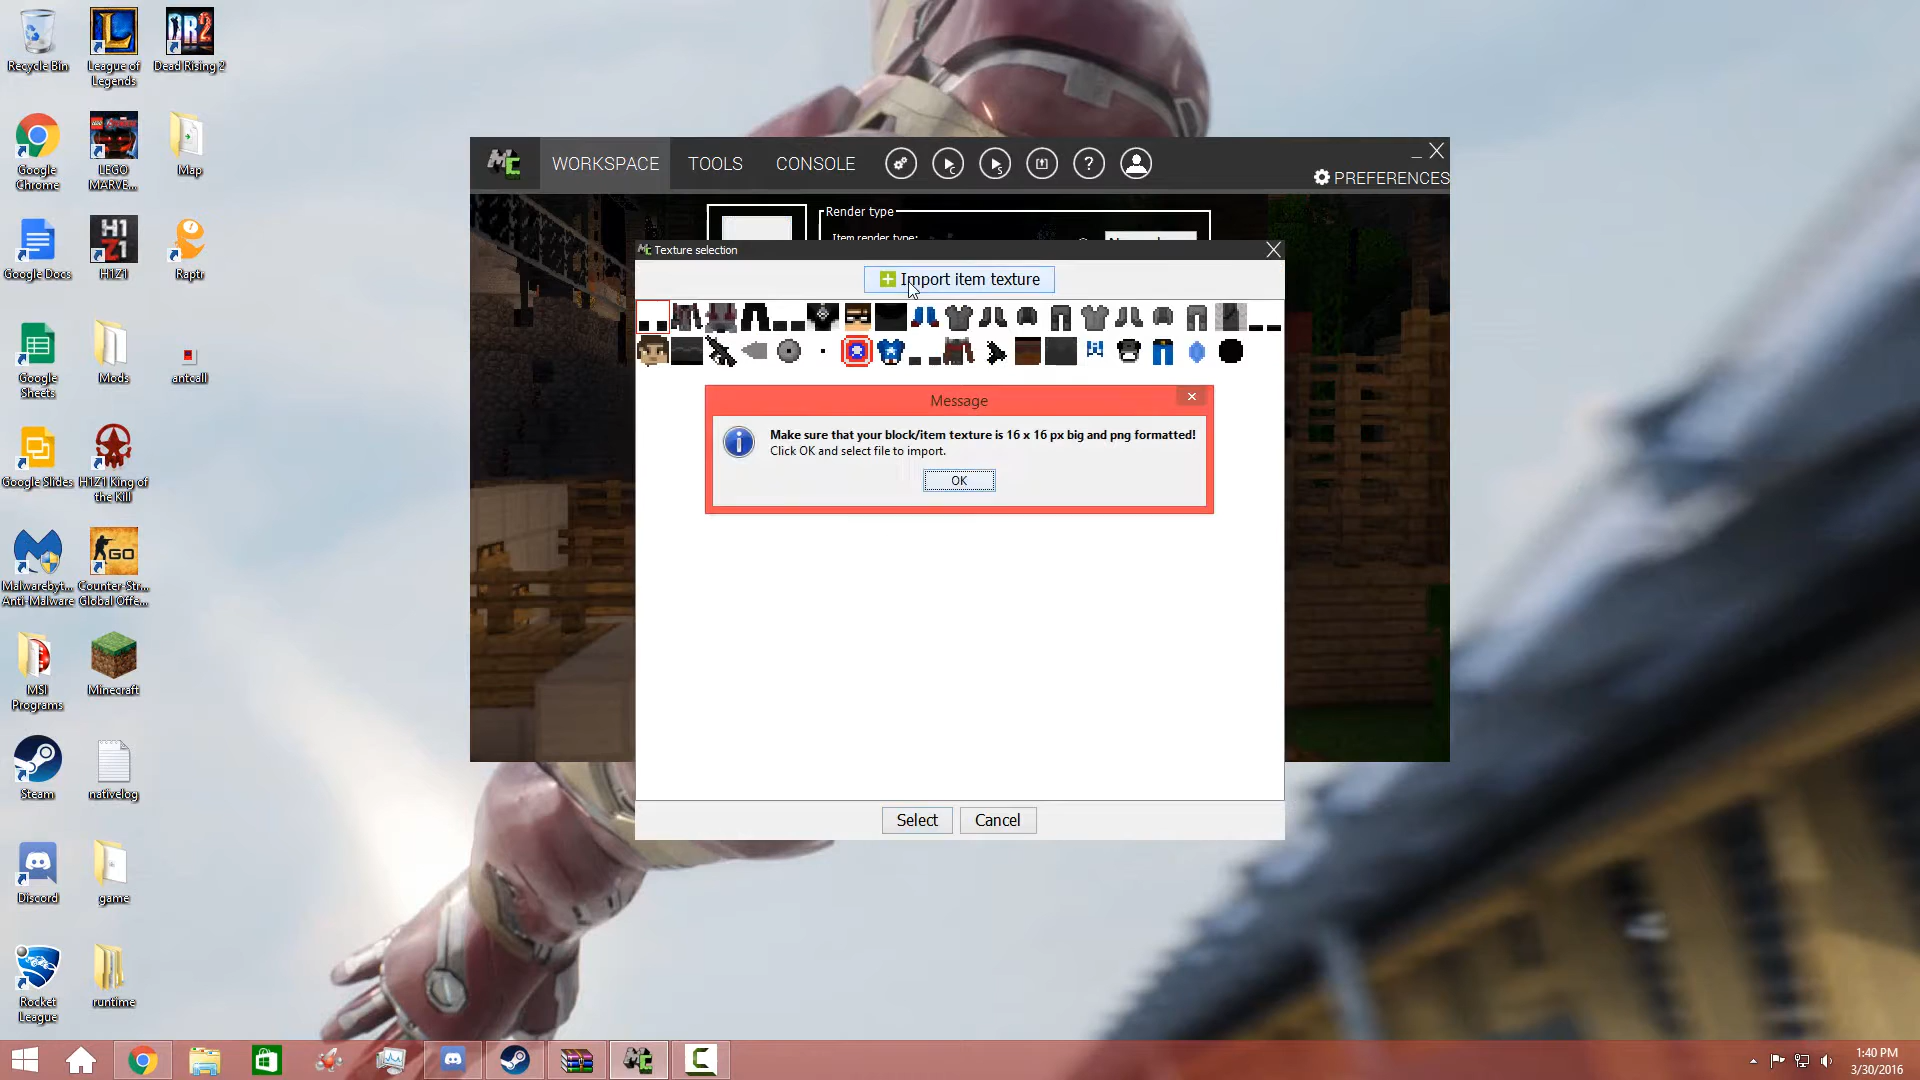 Recycle Bin
League of
Legends
Dead Rising 2
Google
Chrome
LEGO
MARVE...
Map
Google Docs
H1Z1
Raptr
Google
Sheets
Mods
antcall
Google Slides
H1Z1 King of
the Kill
Malwarebyt...
Anti-Malware
Counter-Str...
Global Offe...
MSI
Programs
Minecraft
Steam
nativelog
Discord
game
Rocket
League
runtime
WORKSPACE
TOOLS
CONSOLE
PREFERENCES
Render type
Item render type:
Texture selection
Import item texture
Message
Make sure that your block/item texture is 16 x 16 px big and png formatted!
Click OK and select file to import.
OK
Select
Cancel
1:40 PM
3/30/2016